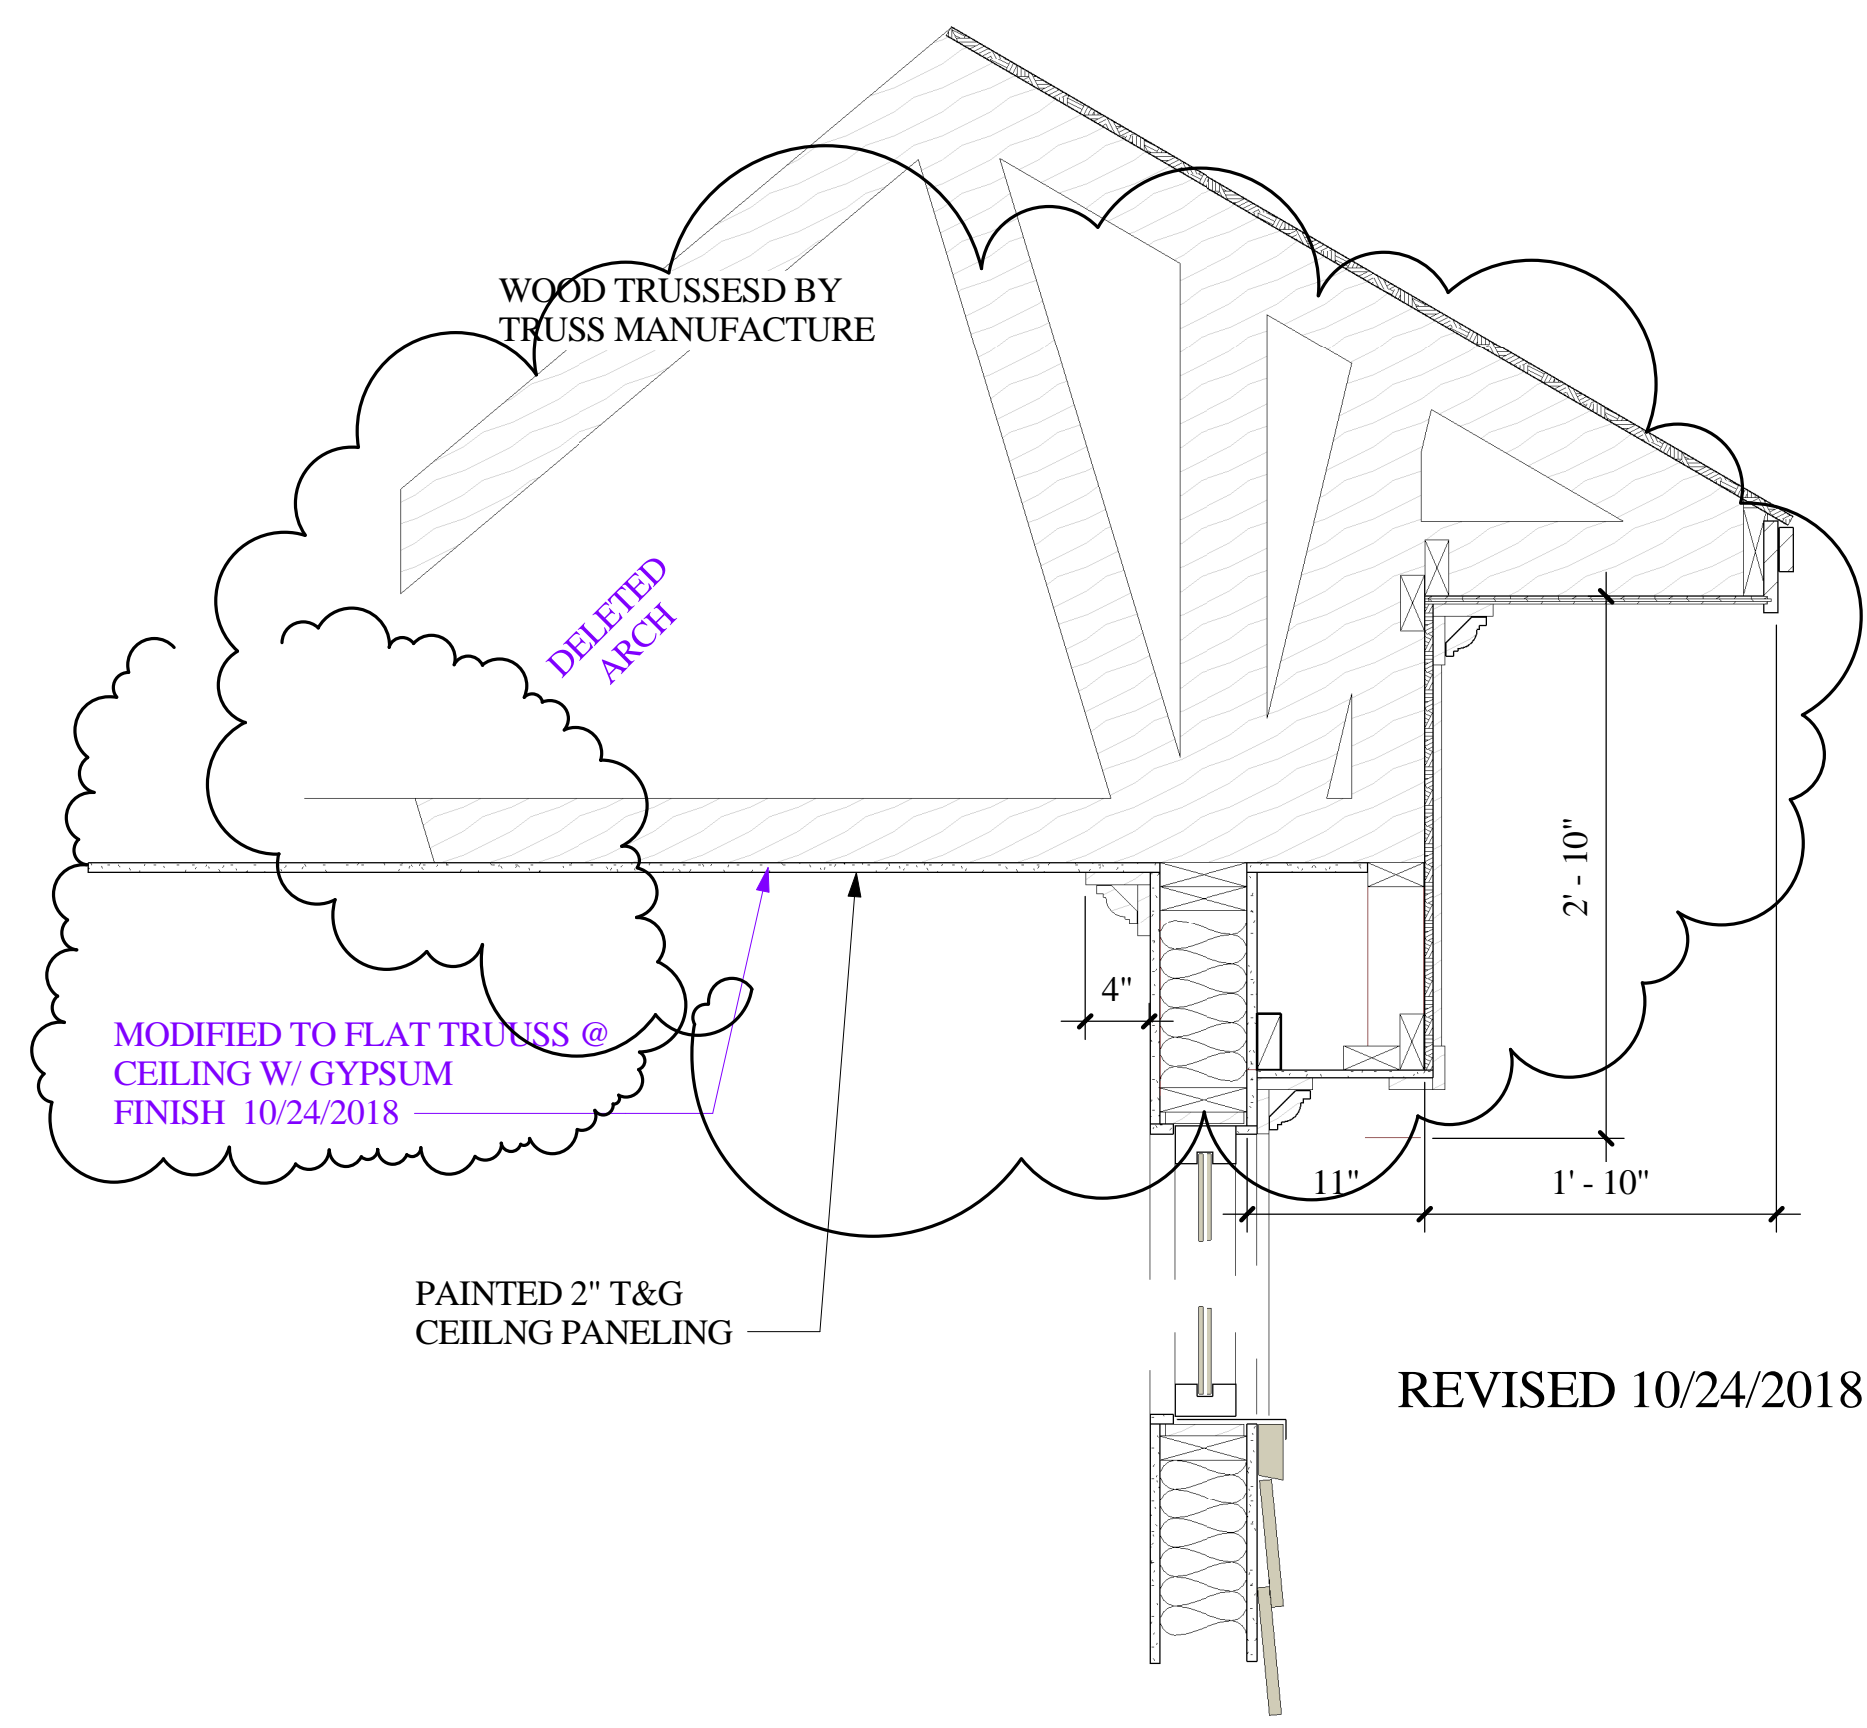 WOOD TRUSSESD BY
TRUSS MANUFACTURE
DELETED
ARCH
2' - 10"
4"
MODIFIED TO FLAT TRUUSS @
CEILING W/ GYPSUM
FINISH 10/24/2018
11"
1' - 10"
PAINTED 2" T&G
CEIILNG PANELING
REVISED 10/24/2018